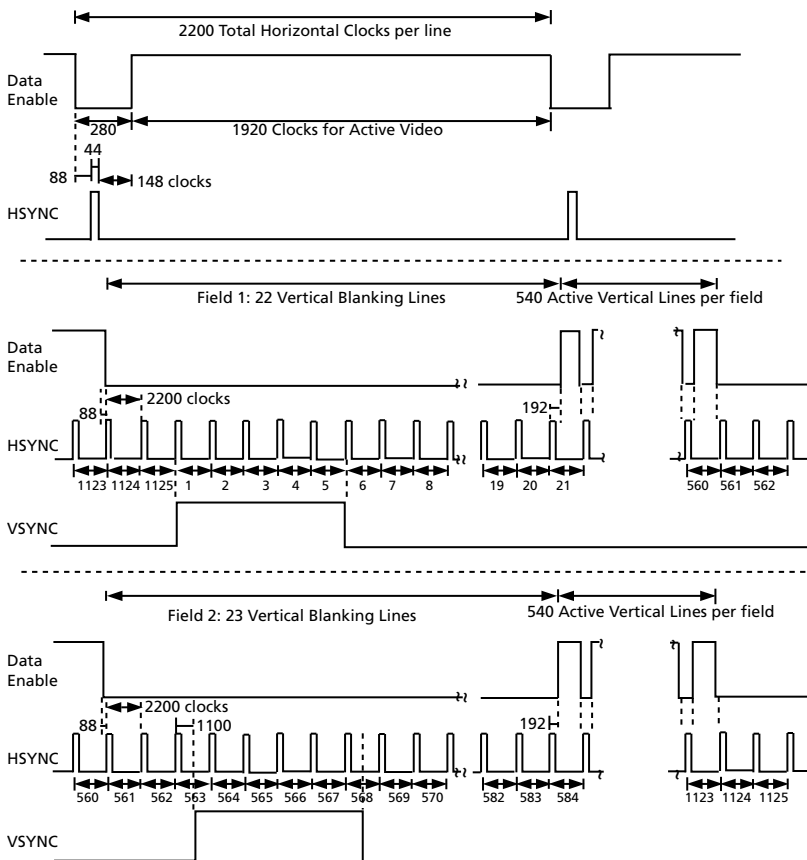 2200 Total Horizontal Clocks per line
Data
Enable
280
1920 Clocks for Active Video
44
88
148 clocks
HSYNC
Field 1: 22 Vertical Blanking Lines
540 Active Vertical Lines per field
Data
Enable
2200 clocks
88
192
HSYNC
1123 1124 1125 1 2 3 4 5 6 7 8 19 20 21 560 561 562
VSYNC
Field 2: 23 Vertical Blanking Lines
540 Active Vertical Lines per field
Data
Enable
2200 clocks
88
1100
192
HSYNC
560 561 562 563 564 565 566 567 568 569 570 582 583 584 1123 1124 1125
VSYNC